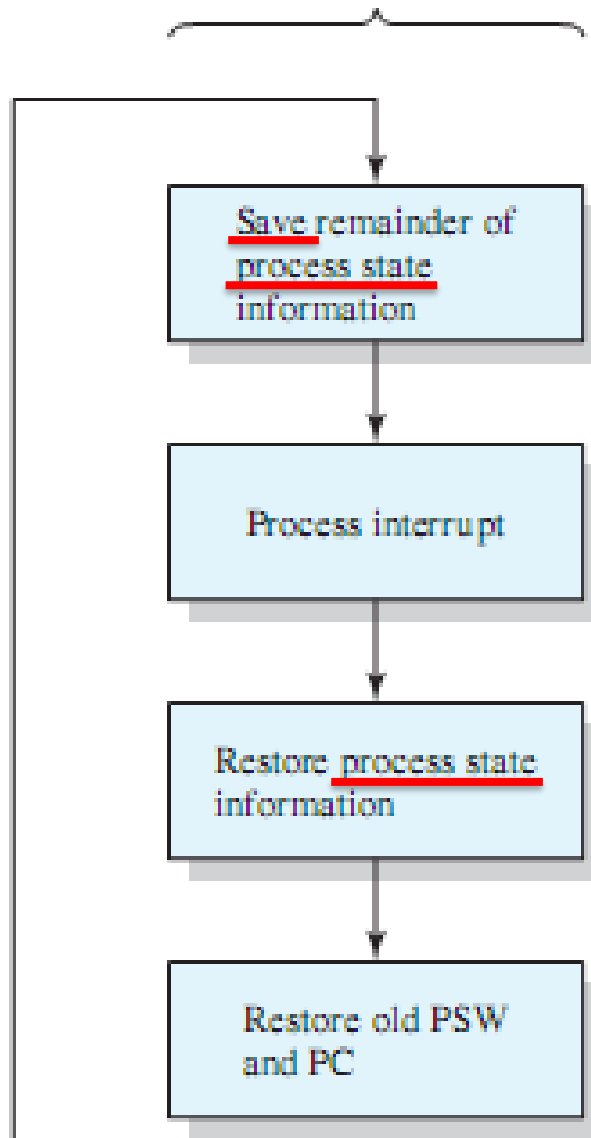 Save remainder of
process state
information
Process interrupt
Restore process state
information
Restore old PSW
and PC